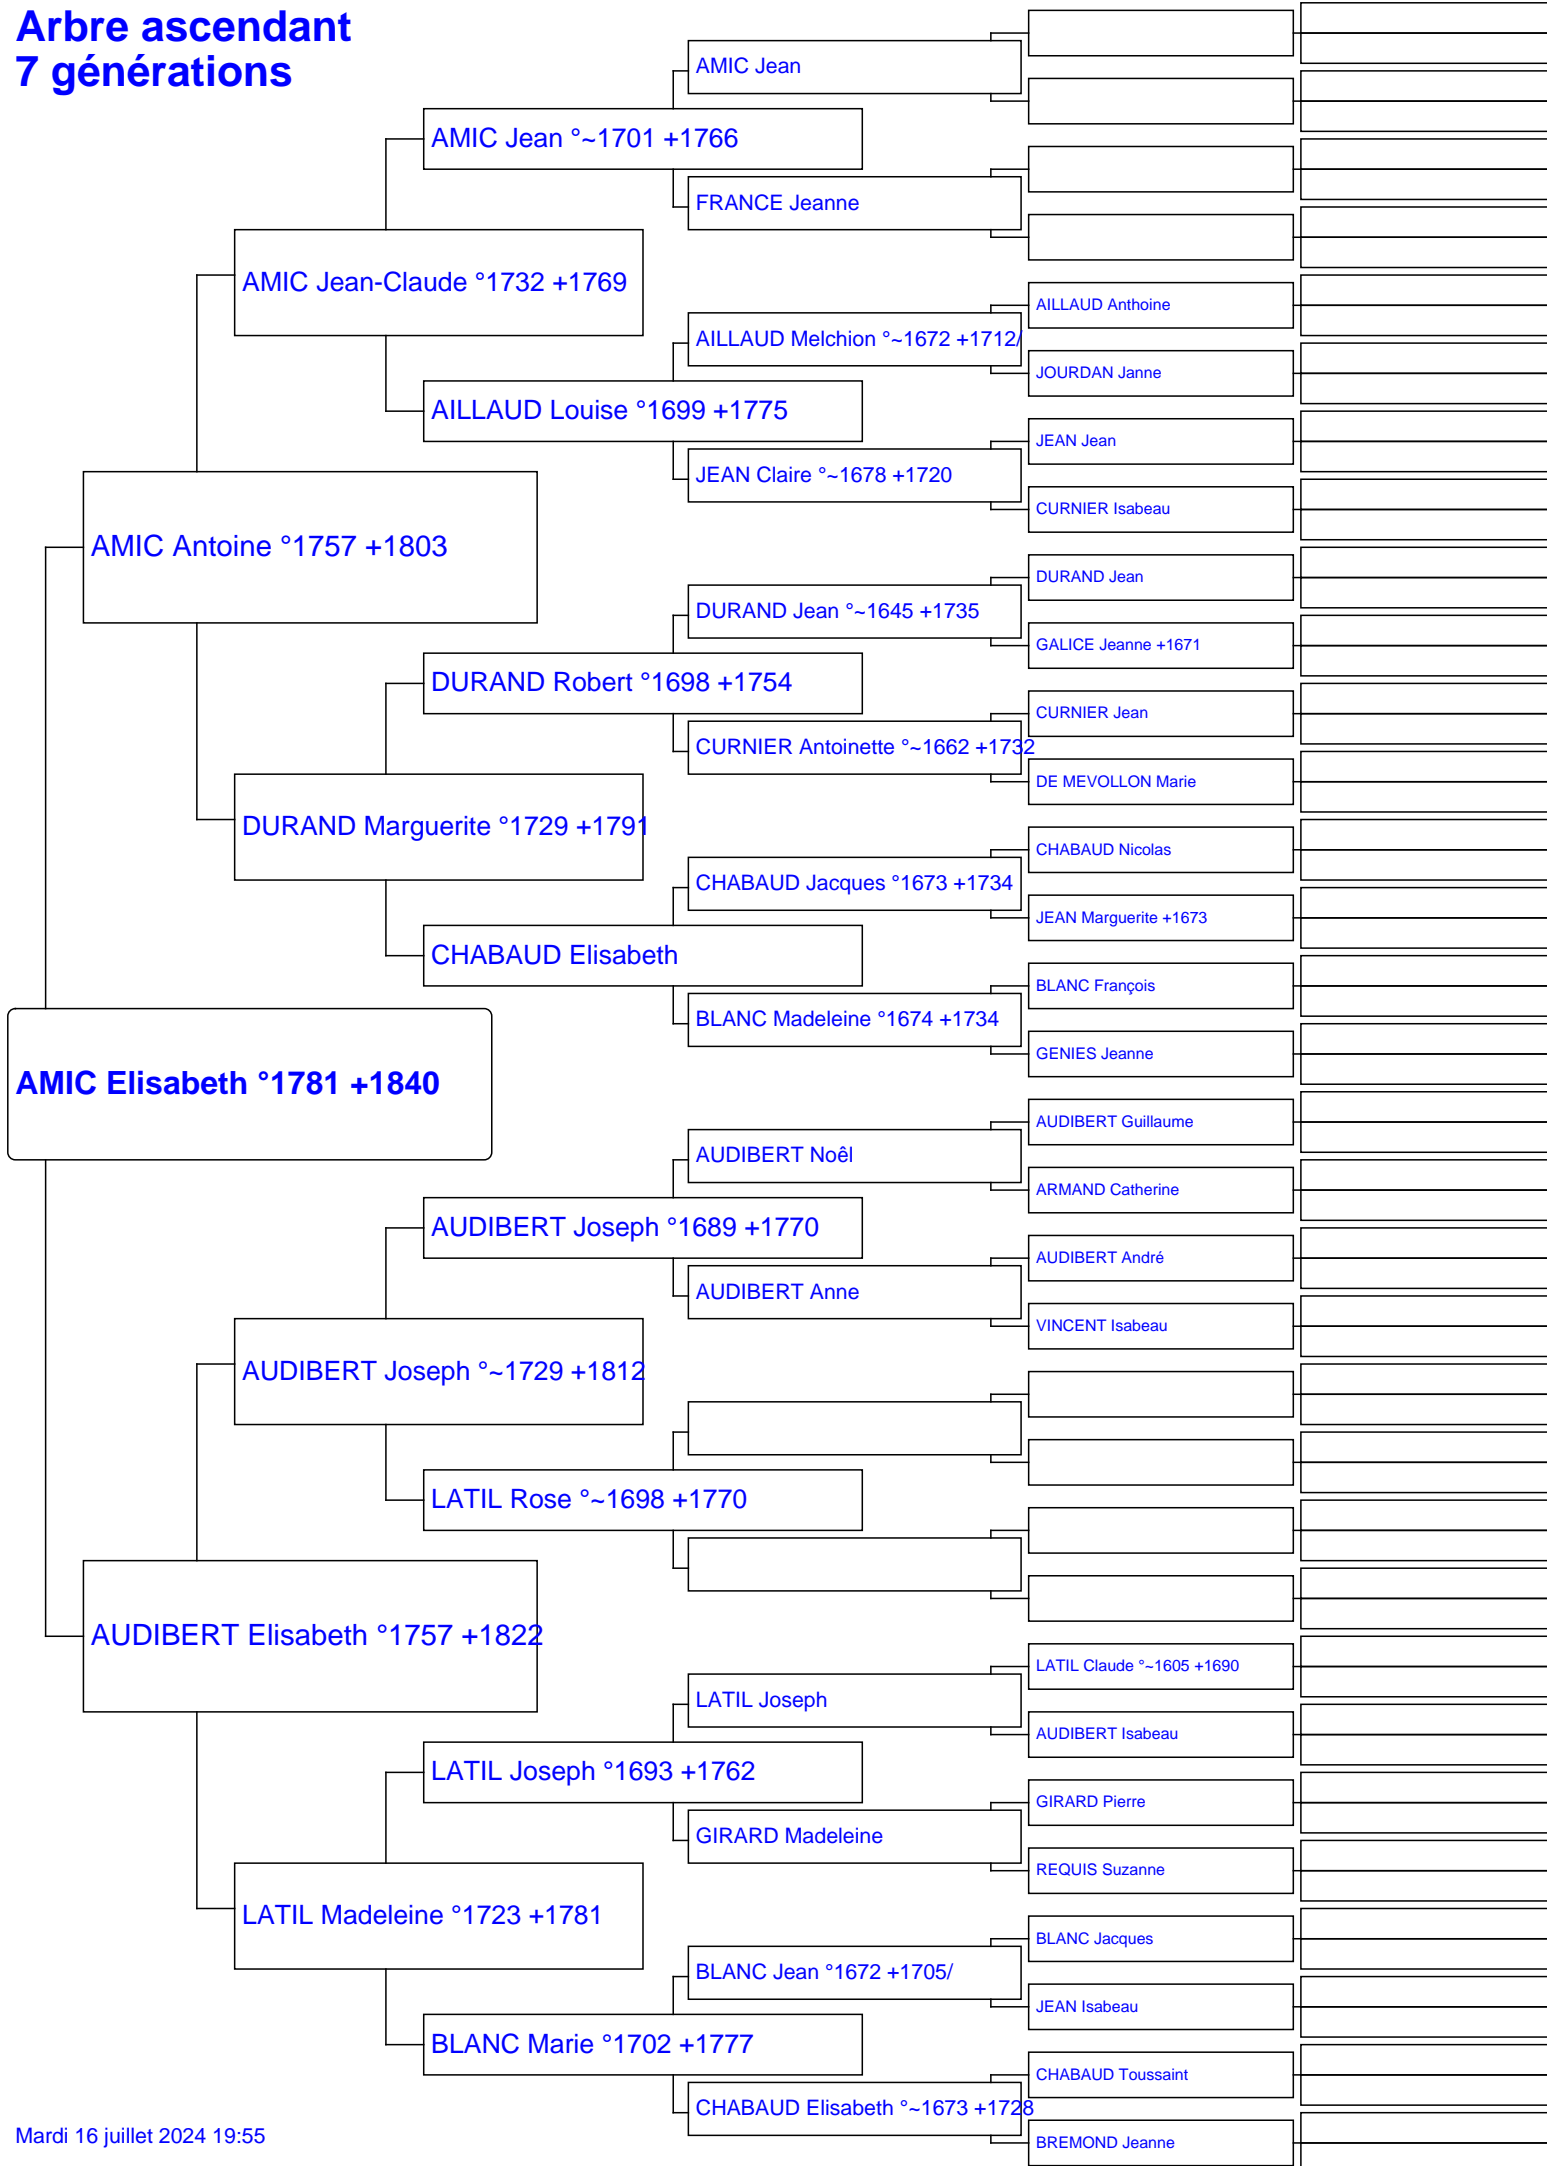 Arbre ascendant
7 générations
AMIC Jean
AMIC Jean °~1701 +1766
FRANCE Jeanne
AMIC Jean-Claude °1732 +1769
AILLAUD Anthoine
AILLAUD Melchion °~1672 +1712/
JOURDAN Janne
AILLAUD Louise °1699 +1775
JEAN Jean
JEAN Claire °~1678 +1720
CURNIER Isabeau
AMIC Antoine °1757 +1803
DURAND Jean
DURAND Jean °~1645 +1735
GALICE Jeanne +1671
DURAND Robert °1698 +1754
CURNIER Jean
CURNIER Antoinette °~1662 +1732
DE MEVOLLON Marie
DURAND Marguerite °1729 +1791
CHABAUD Nicolas
CHABAUD Jacques °1673 +1734
JEAN Marguerite +1673
CHABAUD Elisabeth
BLANC François
BLANC Madeleine °1674 +1734
GENIES Jeanne
AMIC Elisabeth °1781 +1840
AUDIBERT Guillaume
AUDIBERT Noêl
ARMAND Catherine
AUDIBERT Joseph °1689 +1770
AUDIBERT André
AUDIBERT Anne
VINCENT Isabeau
AUDIBERT Joseph °~1729 +1812
LATIL Rose °~1698 +1770
AUDIBERT Elisabeth °1757 +1822
LATIL Claude °~1605 +1690
LATIL Joseph
AUDIBERT Isabeau
LATIL Joseph °1693 +1762
GIRARD Pierre
GIRARD Madeleine
REQUIS Suzanne
LATIL Madeleine °1723 +1781
BLANC Jacques
BLANC Jean °1672 +1705/
JEAN Isabeau
BLANC Marie °1702 +1777
CHABAUD Toussaint
CHABAUD Elisabeth °~1673 +1728
BREMOND Jeanne
Mardi 16 juillet 2024 19:55